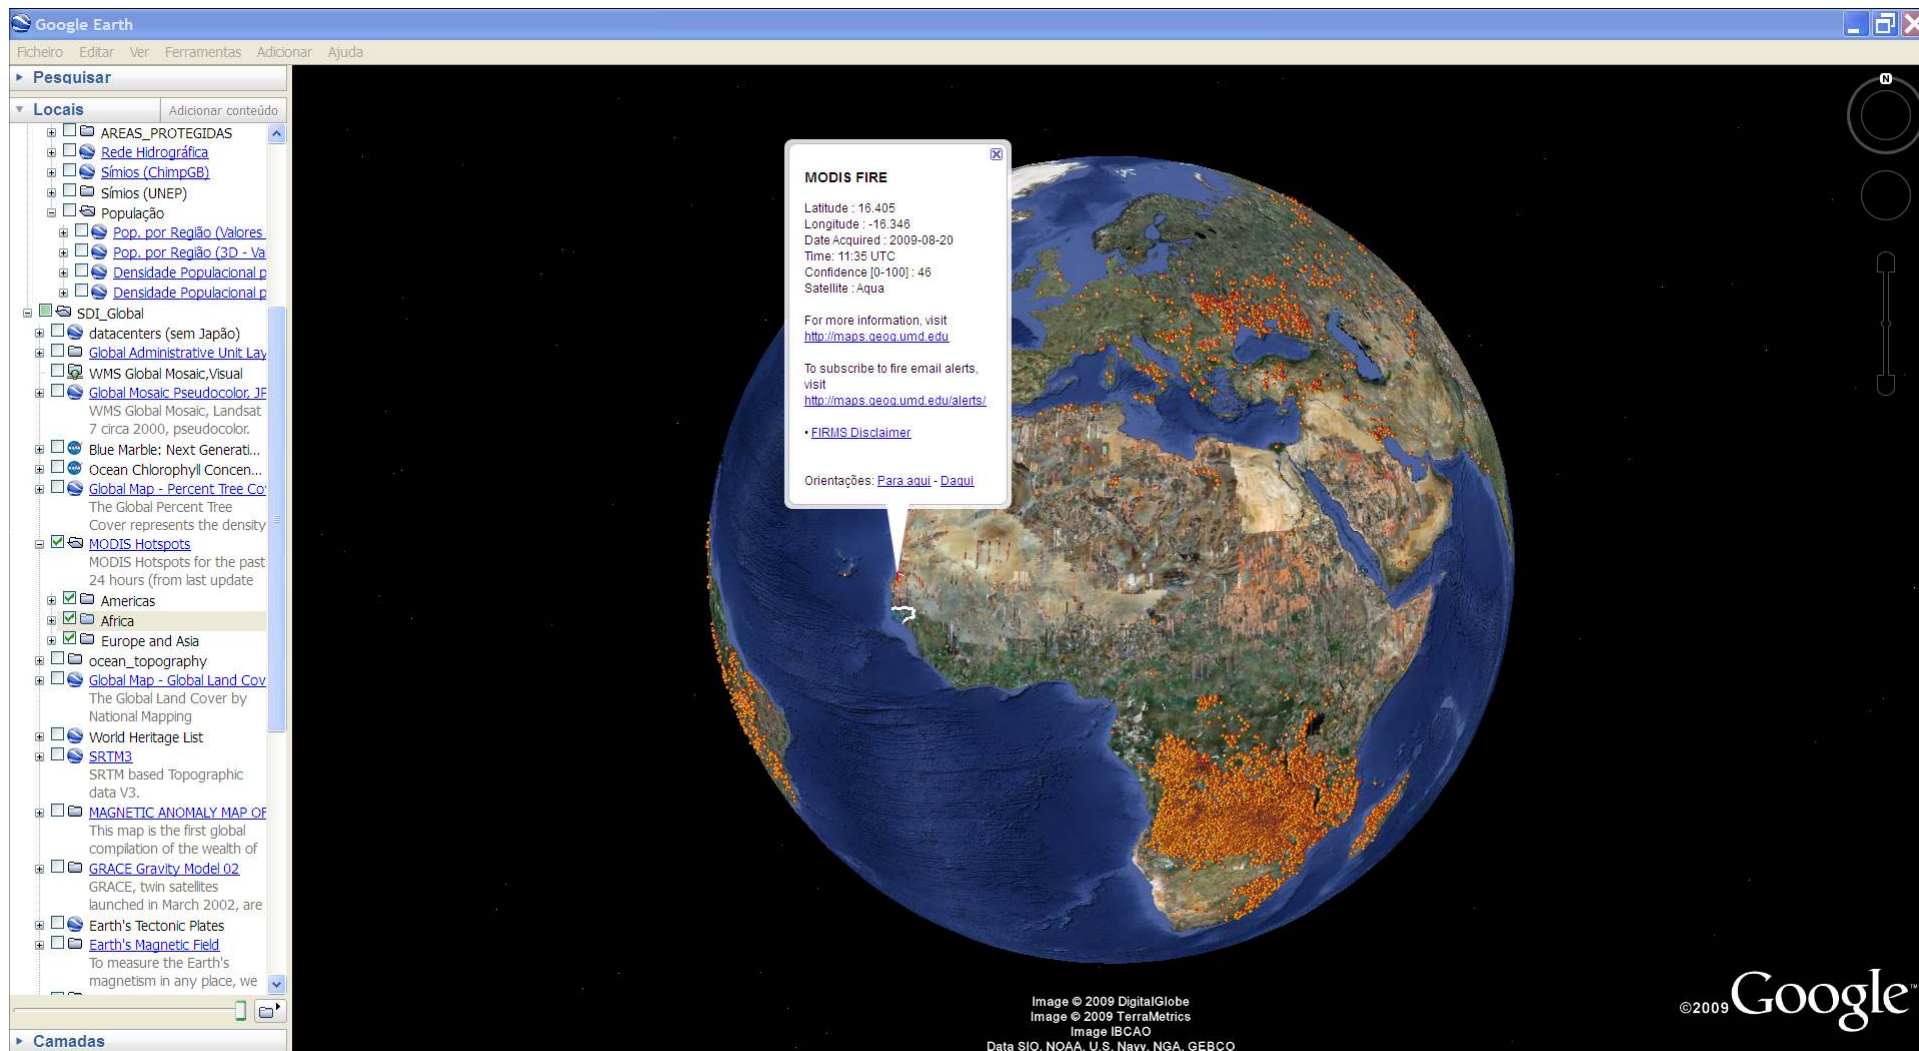 Google Earth
Ficheiro Editar Ver Ferramentas Adicionar Ajuda
Pesquisar
Locais Adicionar conteúdo
AREAS_PROTEGIDAS
Rede Hidrográfica
Símios (ChimpGB)
Símios (UNEP)
População
Pop. por Região (Valores
Pop. por Região (3D - Va
Densidade Populacional p
Densidade Populacional p
SDI_Global
datacenters (sem Japão)
Global Administrative Unit Lay
WMS Global Mosaic,Visual
Global Mosaic Pseudocolor, JP
WMS Global Mosaic, Landsat
7 circa 2000, pseudocolor.
Blue Marble: Next Generati...
Ocean Chlorophyll Concen...
Global Map - Percent Tree Co
The Global Percent Tree
Cover represents the density
MODIS Hotspots
MODIS Hotspots for the past
24 hours (from last update
Americas
Africa
Europe and Asia
ocean_topography
Global Map - Global Land Cov
The Global Land Cover by
National Mapping
World Heritage List
SRTM3
SRTM based Topographic
data V3.
MAGNETIC ANOMALY MAP OF
This map is the first global
compilation of the wealth of
GRACE Gravity Model 02
GRACE, twin satellites
launched in March 2002, are
Earth's Tectonic Plates
Earth's Magnetic Field
To measure the Earth's
magnetism in any place, we
Camadas
MODIS FIRE
Latitude : 16.405
Longitude : -16.346
Date Acquired : 2009-08-20
Time: 11:35 UTC
Confidence [0-100] : 46
Satellite : Aqua
For more information, visit
http://maps.geog.umd.edu
To subscribe to fire email alerts,
visit
http://maps.geog.umd.edu/alerts/
• FIRMS Disclaimer
Orientações: Para aqui - Daqui
N
Image © 2009 DigitalGlobe
Image © 2009 TerraMetrics
Image IBCAO
Data SIO, NOAA, U.S. Navy, NGA, GEBCO
©2009 Google™